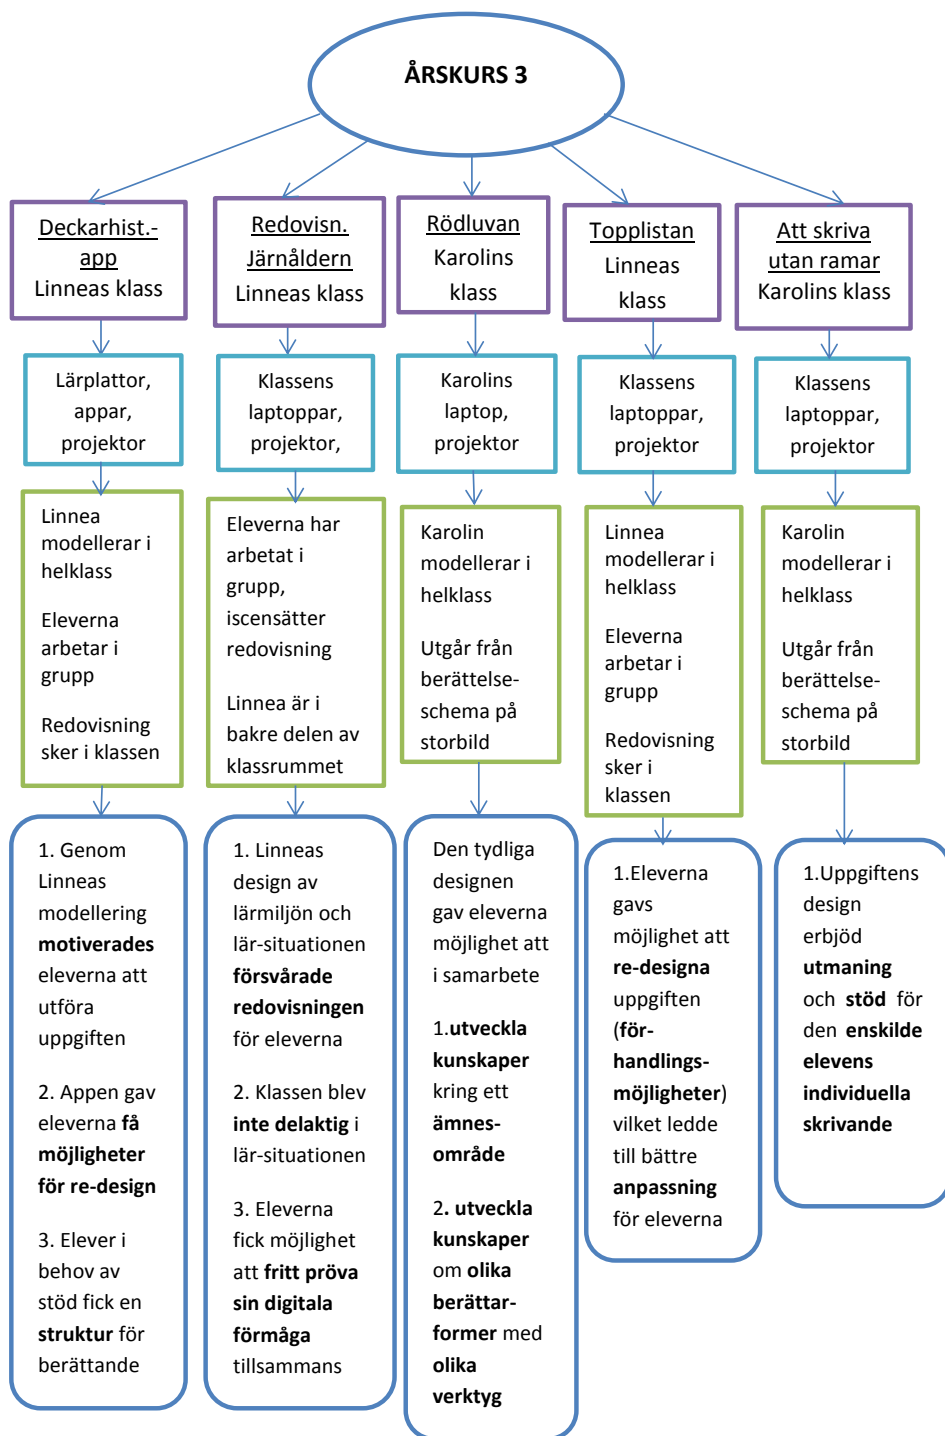 ÅRSKURS 3
Deckarhist.-
app
Linneas klass
Redovisn.
Järnåldern
Linneas klass
Rödluvan
Karolins
klass
Topplistan
Linneas
klass
Att skriva
utan ramar
Karolins klass
Lärplattor,
appar,
projektor
Klassens
laptoppar,
projektor,
Karolins
laptop,
projektor
Klassens
laptoppar,
projektor
Klassens
laptoppar,
projektor
Linnea
modellerar i
helklass
Eleverna
arbetar i
grupp
Redovisning
sker i klassen
Eleverna har
arbetat i
grupp,
iscensätter
redovisning
Linnea är i
bakre delen av
klassrummet
Karolin
modellerar i
helklass
Utgår från
berättelse-
schema på
storbild
Linnea
modellerar i
helklass
Eleverna
arbetar i
grupp
Redovisning
sker i
klassen
Karolin
modellerar i
helklass
Utgår från
berättelse-
schema på
storbild
1. Genom
Linneas
modellering
motiverades
eleverna att
utföra
uppgiften
2. Appen gav
eleverna få
möjligheter
för re-design
3. Elever i
behov av
stöd fick en
struktur för
berättande
1. Linneas
design av
lärmiljön och
lär-situationen
försvårade
redovisningen
för eleverna
2. Klassen blev
inte delaktig i
lär-situationen
3. Eleverna
fick möjlighet
att fritt pröva
sin digitala
förmåga
tillsammans
Den tydliga
designen
gav eleverna
möjlighet att
i samarbete
1.utveckla
kunskaper
kring ett
ämnes-
område
2. utveckla
kunskaper
om olika
berättar-
former med
olika
verktyg
1.Eleverna
gavs
möjlighet att
re-designa
uppgiften
(för-
handlings-
möjligheter)
vilket ledde
till bättre
anpassning
för eleverna
1.Uppgiftens
design
erbjöd
utmaning
och stöd för
den enskilde
elevens
individuella
skrivande